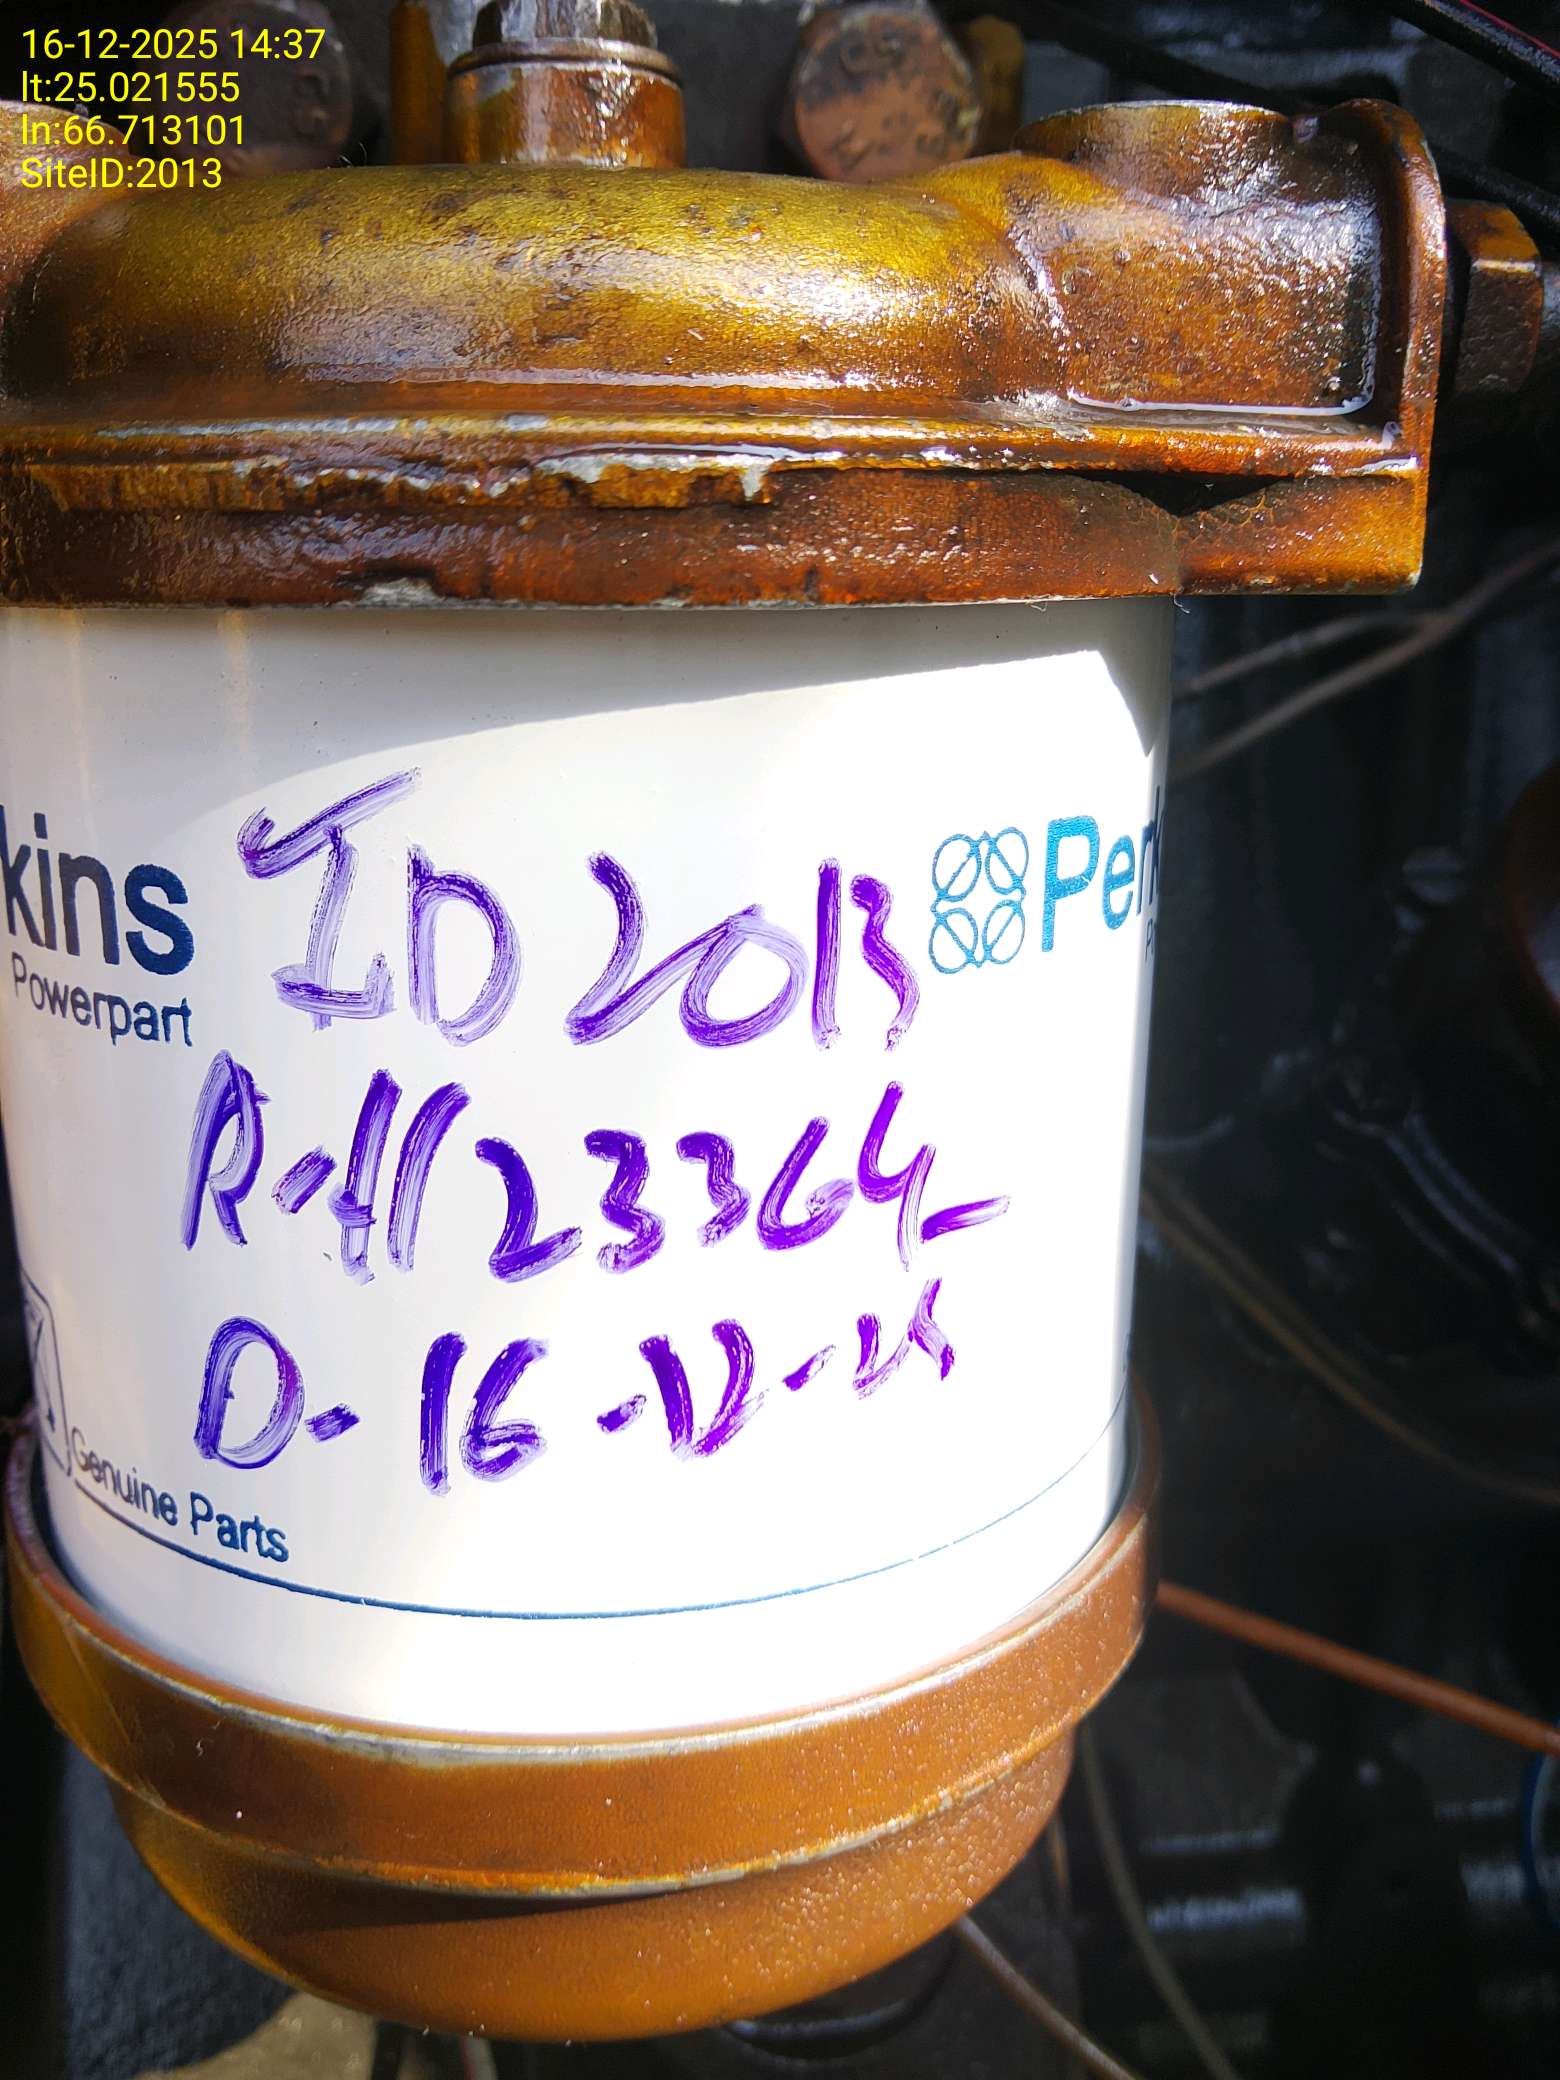 16-12-2025 14:37
lt:25.021555
ln:66.713101
SiteID:2013
kins
Powerpart
ID 2013
Perk
R-H 23364
D-16-12-25
Genuine Parts